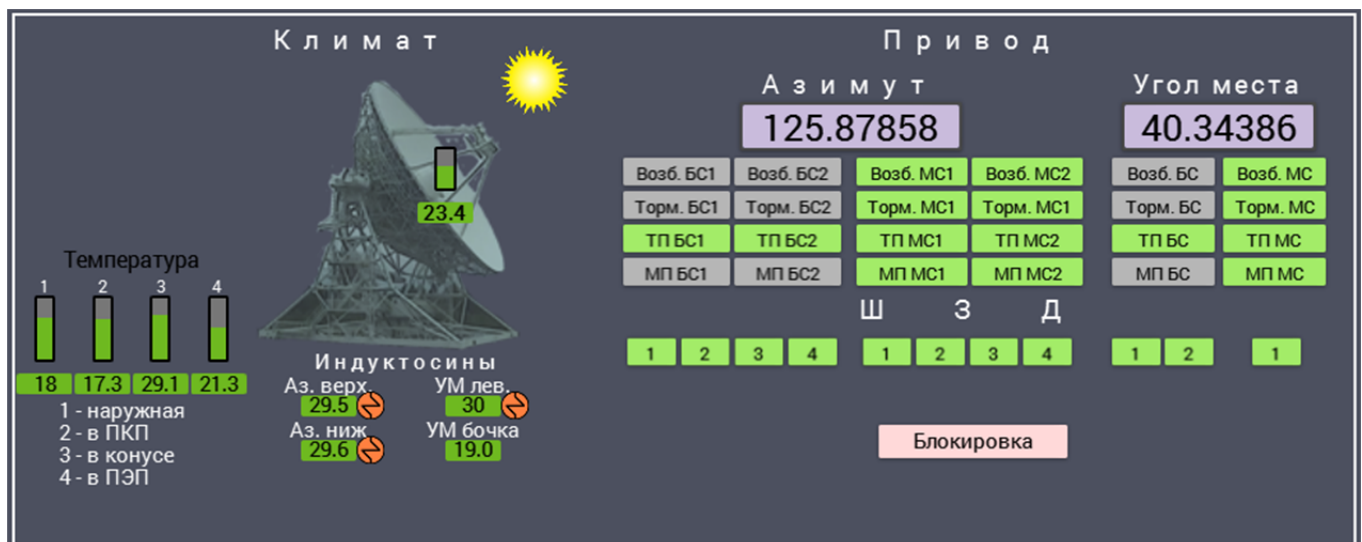 К л и м а т
23.4
Температура
1 2 3 4
18 17.3 29.1 21.3
1 - наружная
2 - в ПКП
3 - в конусе
4 - в ПЭП
И н д у к т о с и н ы
Аз. верх. УМ лев.
29.5 30
Аз. ниж. УМ бочка
29.6 19.0
П р и в о д
А з и м у т Угол места
125.87858 40.34386
Возб. БС1 Возб. БС2 Возб. МС1 Возб. МС2 Возб. БС Возб. МС
Торм. БС1 Торм. БС2 Торм. МС1 Торм. МС1 Торм. БС Торм. МС
ТП БС1 ТП БС2 ТП МС1 ТП МС2 ТП БС ТП МС
МП БС1 МП БС2 МП МС1 МП МС2 МП БС МП МС
Ш З Д
1 2 3 4 1 2 3 4 1 2 1
Блокировка